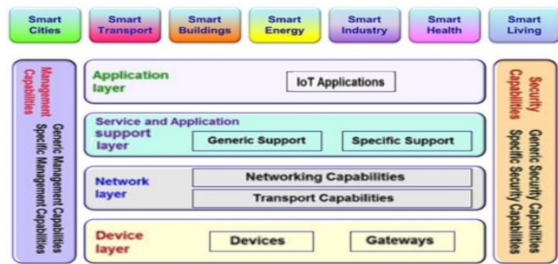 Smart Cities
Smart Transport
Smart Buildings
Smart Energy
Smart Industry
Smart Health
Smart Living
Management Capabilities
Generic Management Capabilities
Specific Management Capabilities
Application layer
IoT Applications
Service and Application support layer
Generic Support
Specific Support
Network layer
Networking Capabilities
Transport Capabilities
Device layer
Devices
Gateways
Security Capabilities
Generic Security Capabilities
Specific Security Capabilities